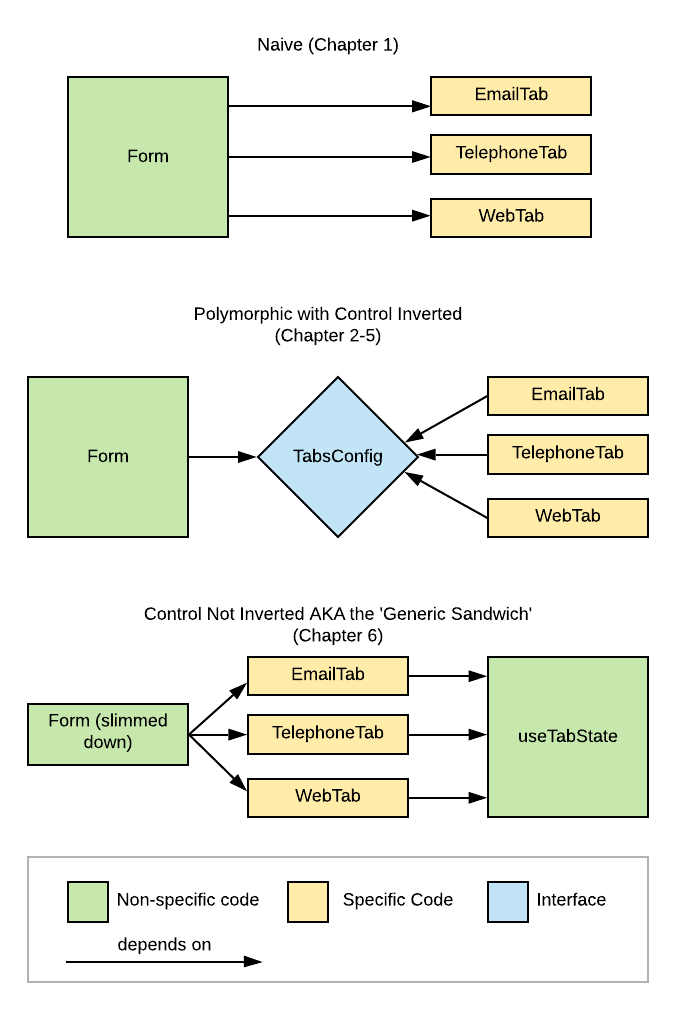 Naive (Chapter 1)
Form
EmailTab
TelephoneTab
WebTab
Polymorphic with Control Inverted
(Chapter 2-5)
Form
TabsConfig
EmailTab
TelephoneTab
WebTab
Control Not Inverted AKA the 'Generic Sandwich'
(Chapter 6)
Form (slimmed
down)
EmailTab
TelephoneTab
WebTab
useTabState
Non-specific code
Specific Code
Interface
depends on